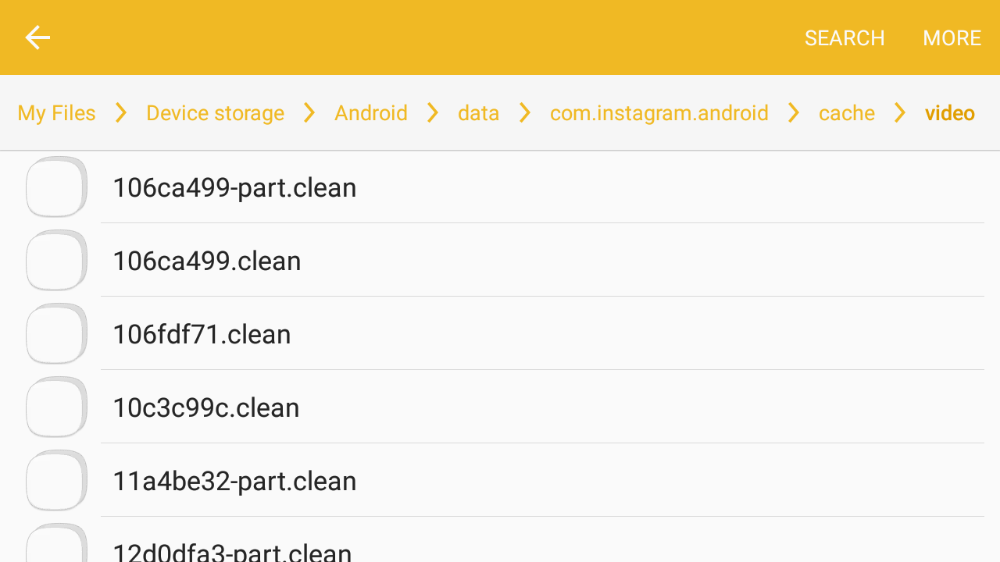 SEARCH MORE
My Files Device storage Android data com.instagram.android cache video
106ca499-part.clean
106ca499.clean
106fdf71.clean
10c3c99c.clean
11a4be32-part.clean
12d0dfa3-part.clean